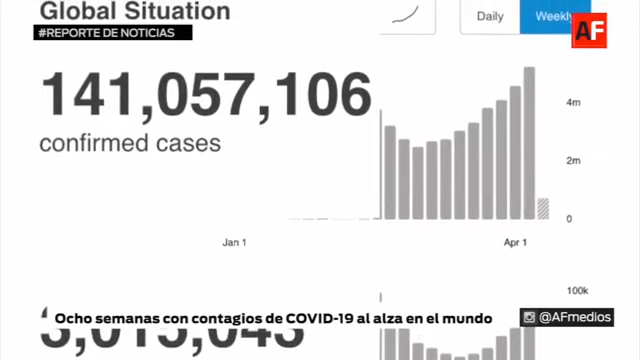 Global Situation
Daily
Weekly
AF
#REPORTE DE NOTICIAS
141,057,106
confirmed cases
4m
2m
0
Jan 1
Apr 1
100k
Ocho semanas con contagios de COVID-19 al alza en el mundo
@AFmedios